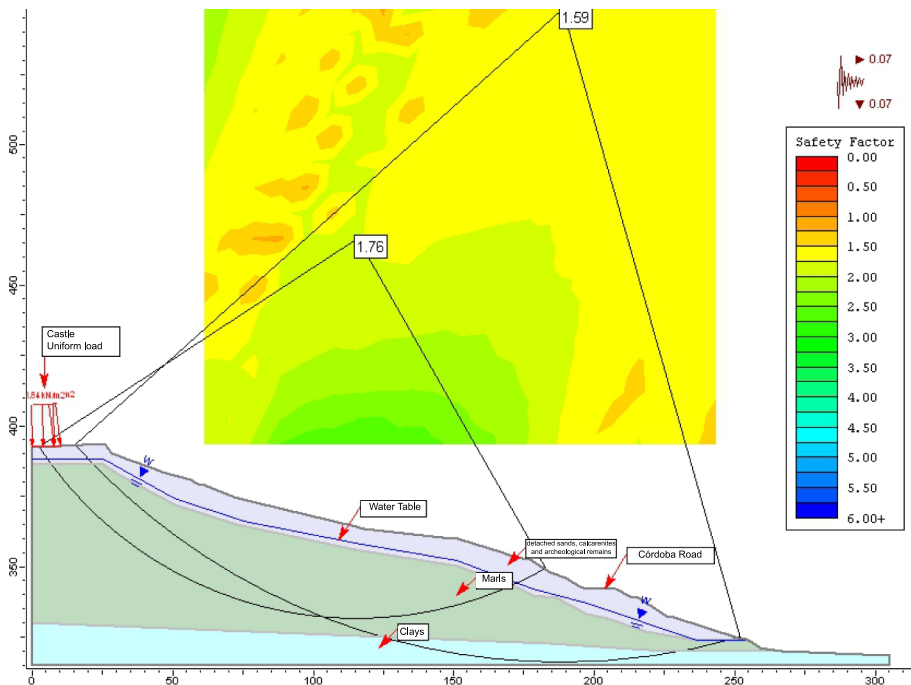 1.59
0.07
0.07
Safety Factor
0.00
0.50
1.00
1.50
2.00
2.50
3.00
3.50
4.00
4.50
5.00
5.50
6.00+
500
450
400
350
1.76
Castle
Uniform load
W
Water Table
detached sands, calcarenites
and archeological remains
Córdoba Road
Marls
W
Clays
0
50
100
150
200
250
300